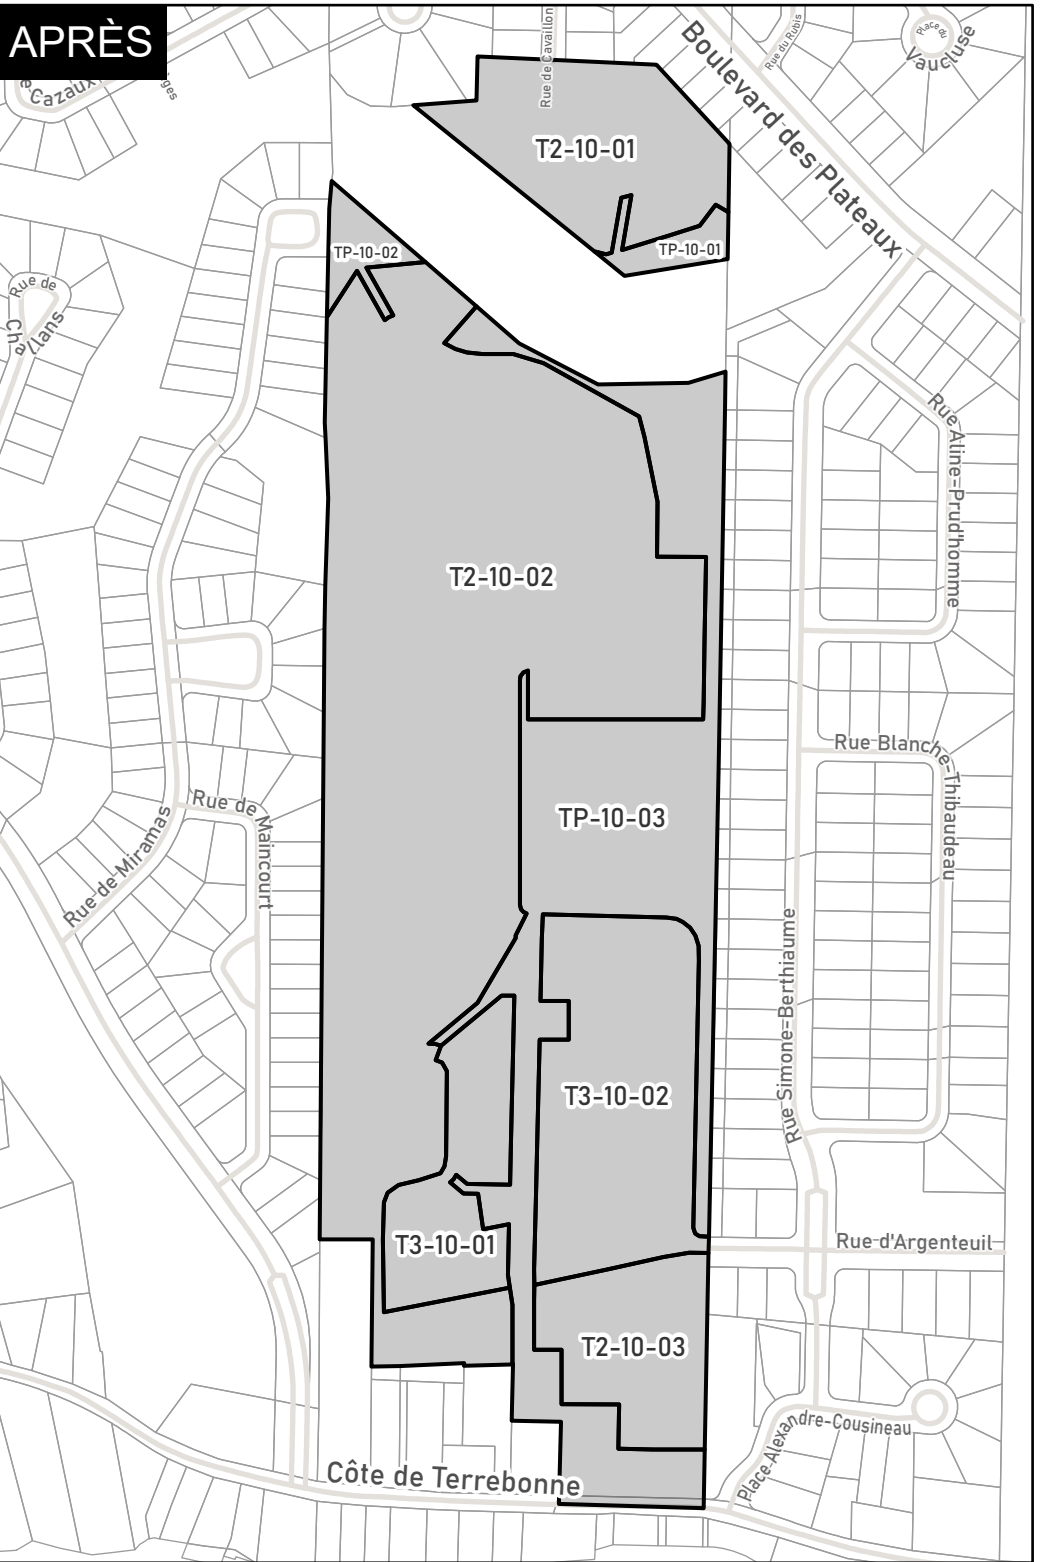 APRÈS
Rue de Cavaillon
Rue du Rubis
Place du
Vaucluse
Cazaux
Boulevard des Plateaux
T2-10-01
TP-10-01
TP-10-02
Rue de
Challans
Rue Aline-Prud'homme
T2-10-02
Rue Blanche-Thibaudeau
TP-10-03
Rue de Maincourt
Rue de Miramas
Rue Simone-Berthiaume
T3-10-02
T3-10-01
Rue d'Argenteuil
T2-10-03
Place Alexandre-Cousineau
Côte de Terrebonne